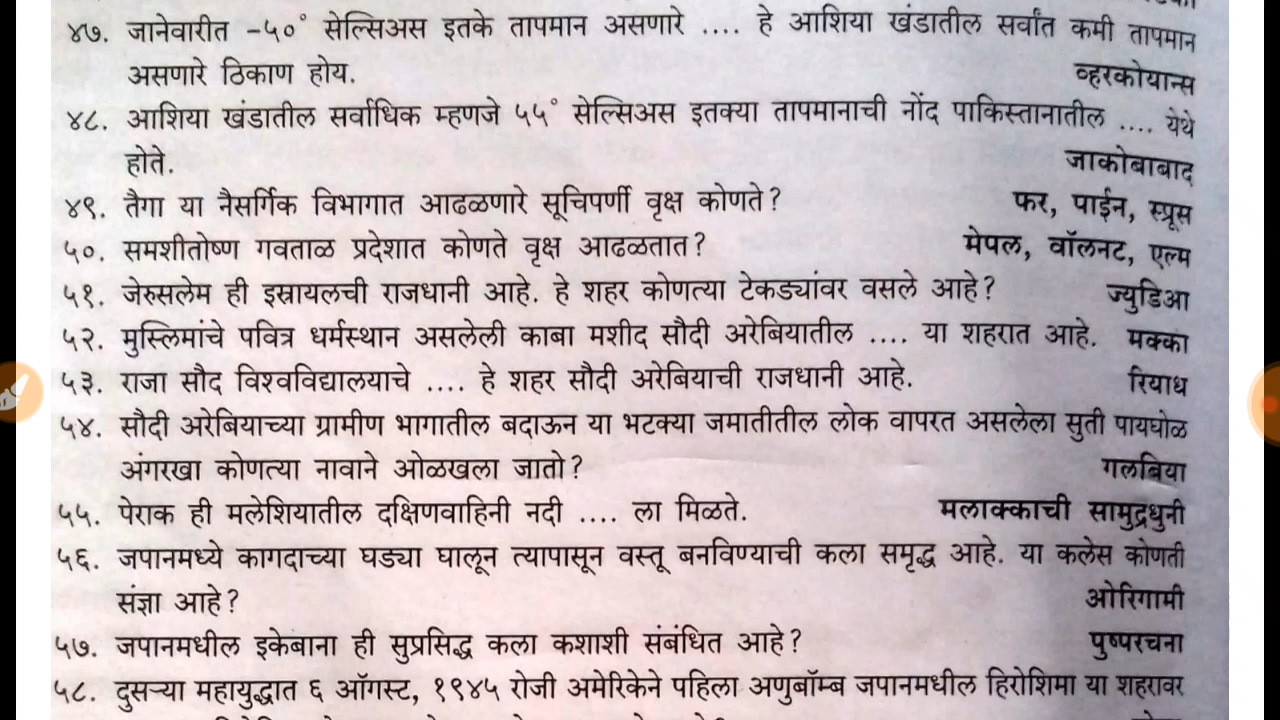 ४७. जानेवारीत -५०° सेल्सिअस इतके तापमान असणारे .... हे आशिया खंडातील सर्वांत कमी तापमान
असणारे ठिकाण होय. व्हरकोयान्स
४८. आशिया खंडातील सर्वाधिक म्हणजे ५५° सेल्सिअस इतक्या तापमानाची नोंद पाकिस्तानातील .... येथे
होते. जाकोबाबाद
४९. तैगा या नैसर्गिक विभागात आढळणारे सूचिपर्णी वृक्ष कोणते? फर, पाईन, स्प्रूस
५०. समशीतोष्ण गवताळ प्रदेशात कोणते वृक्ष आढळतात? मेपल, वॉलनट, एल्म
५१. जेरुसलेम ही इस्रायलची राजधानी आहे. हे शहर कोणत्या टेकड्यांवर वसले आहे? ज्युडिआ
५२. मुस्लिमांचे पवित्र धर्मस्थान असलेली काबा मशीद सौदी अरेबियातील .... या शहरात आहे. मक्का
५३. राजा सौद विश्वविद्यालयाचे .... हे शहर सौदी अरेबियाची राजधानी आहे. रियाध
५४. सौदी अरेबियाच्या ग्रामीण भागातील बदाऊन या भटक्या जमातीतील लोक वापरत असलेला सुती पायघोळ
अंगरखा कोणत्या नावाने ओळखला जातो? गलबिया
५५. पेराक ही मलेशियातील दक्षिणवाहिनी नदी .... ला मिळते. मलाक्काची सामुद्रधुनी
५६. जपानमध्ये कागदाच्या घड्या घालून त्यापासून वस्तू बनविण्याची कला समृद्ध आहे. या कलेस कोणती
संज्ञा आहे? ओरिगामी
५७. जपानमधील इकेबाना ही सुप्रसिद्ध कला कशाशी संबंधित आहे? पुष्परचना
५८. दुसऱ्या महायुद्धात ६ ऑगस्ट, १९४५ रोजी अमेरिकेने पहिला अणुबॉम्ब जपानमधील हिरोशिमा या शहरावर